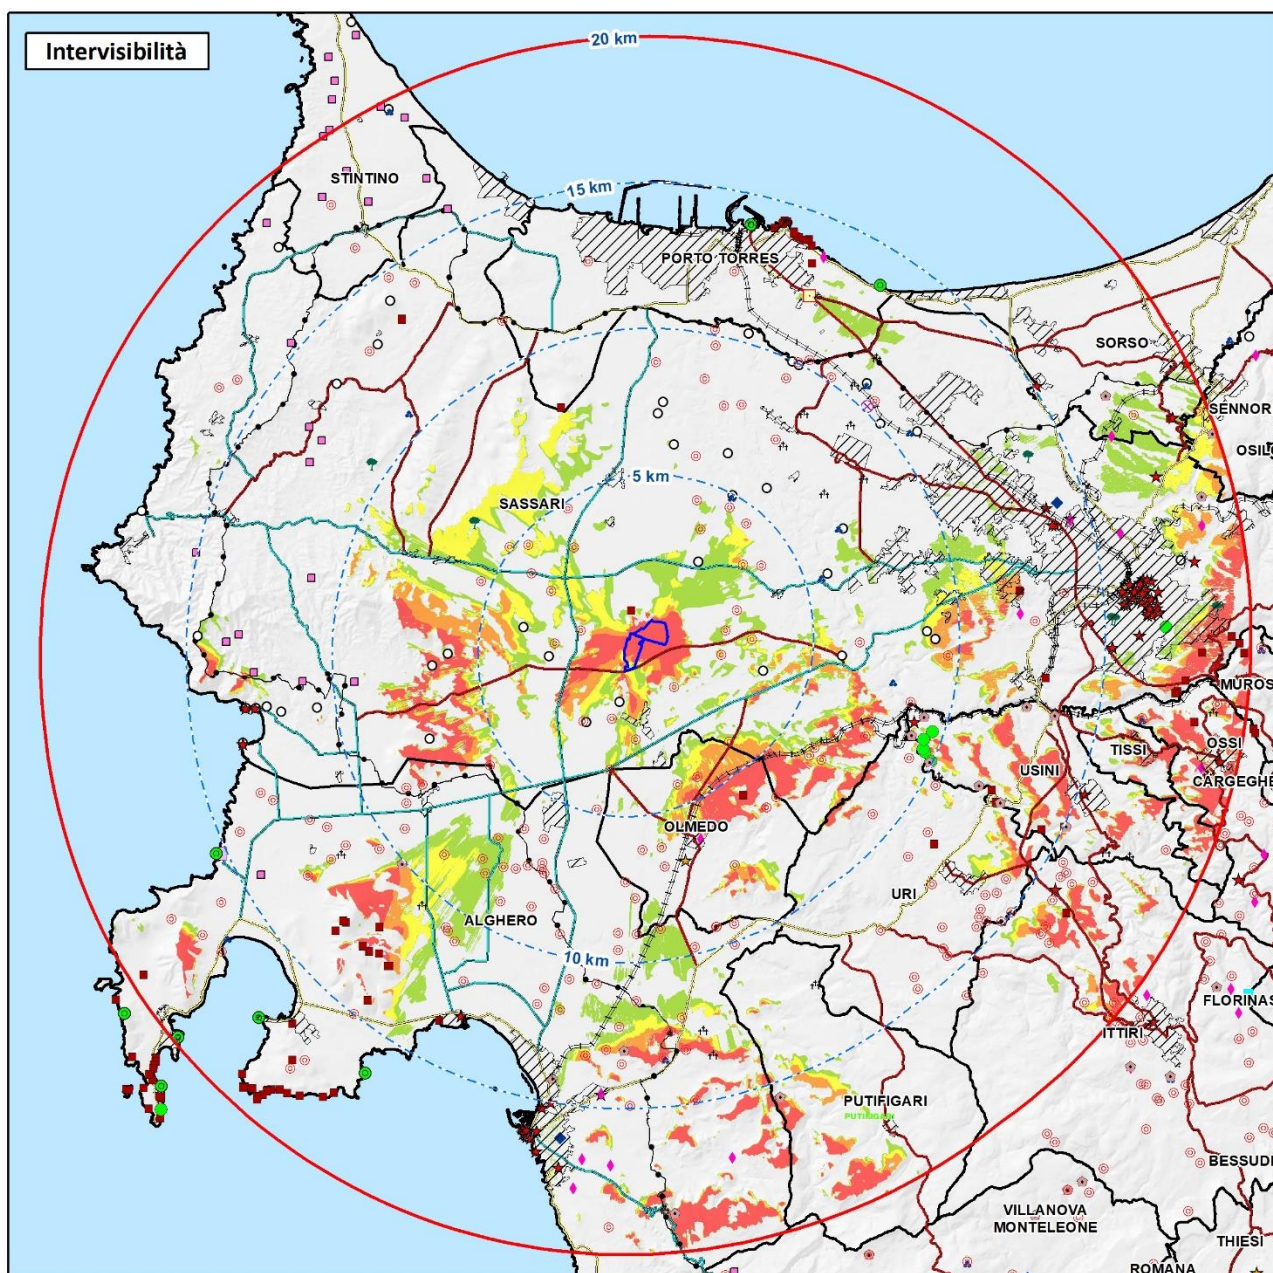 Intervisibilità
20 km
STINTINO
15 km
PORTO TORRES
SORSO
SENNOR
OSIL
5 km
SASSARI
MUROS
TISSI
OSSI
USINI
CARGEGHE
OLMEDO
URI
ALGHERO
10 km
FLORINAS
ITTIRI
PUTIFIGARI
PUTIFIGARI
BESSUDE
VILLANOVA
MONTELEONE
THIESI
ROMANA